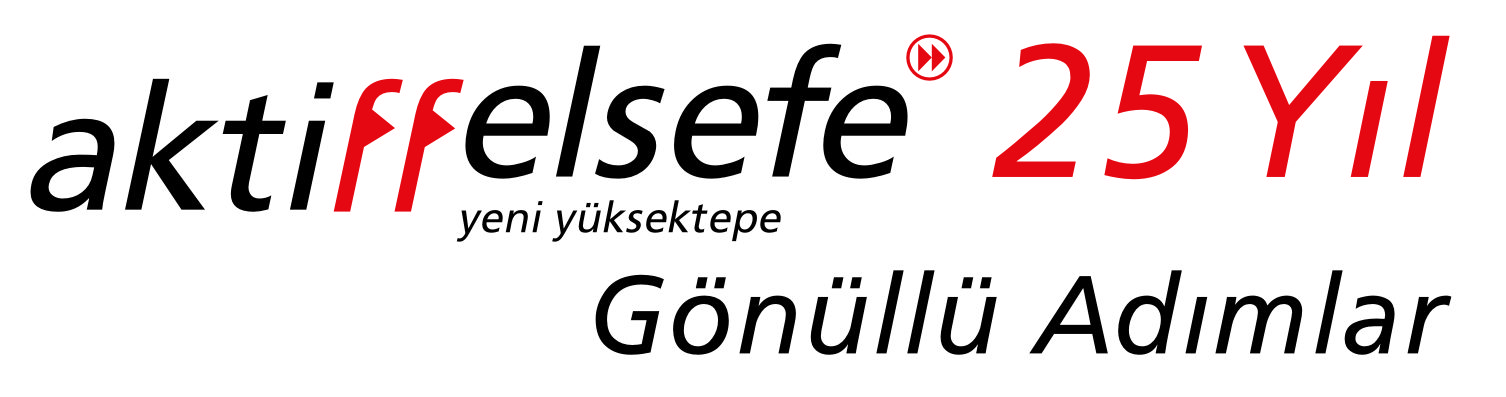 aktiffelsefe 25 Yıl
yeni yüksektepe
Gönüllü Adımlar